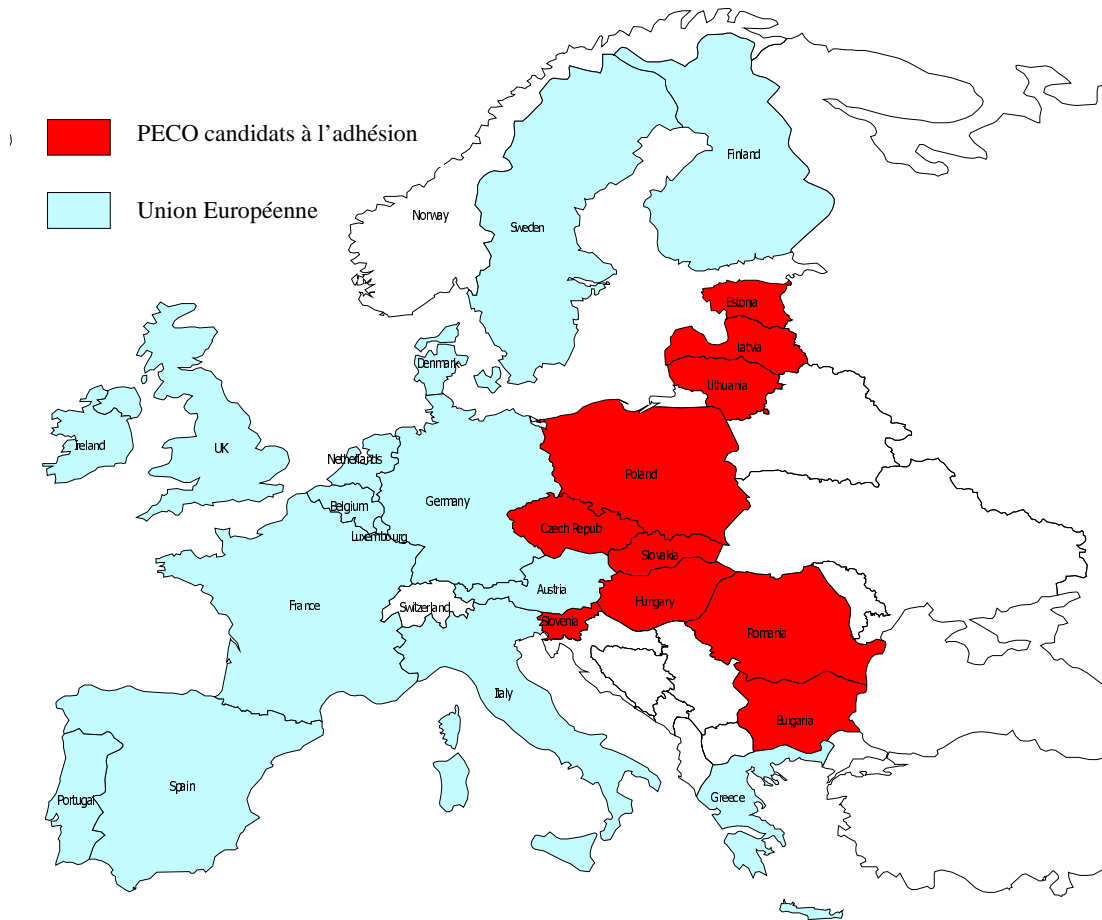 PECO candidats à l’adhésion
Union Européenne
)
Finland
Norway
Sweden
Estonia
Latvia
Denmark
Lithuania
Ireland
UK
Netherlands
Poland
Germany
Belgium
Czech Repub
Luxembourg
Slovakia
Austria
Hungary
France
Switzerland
Slovenia
Romania
Italy
Bulgaria
Spain
Portugal
Greece